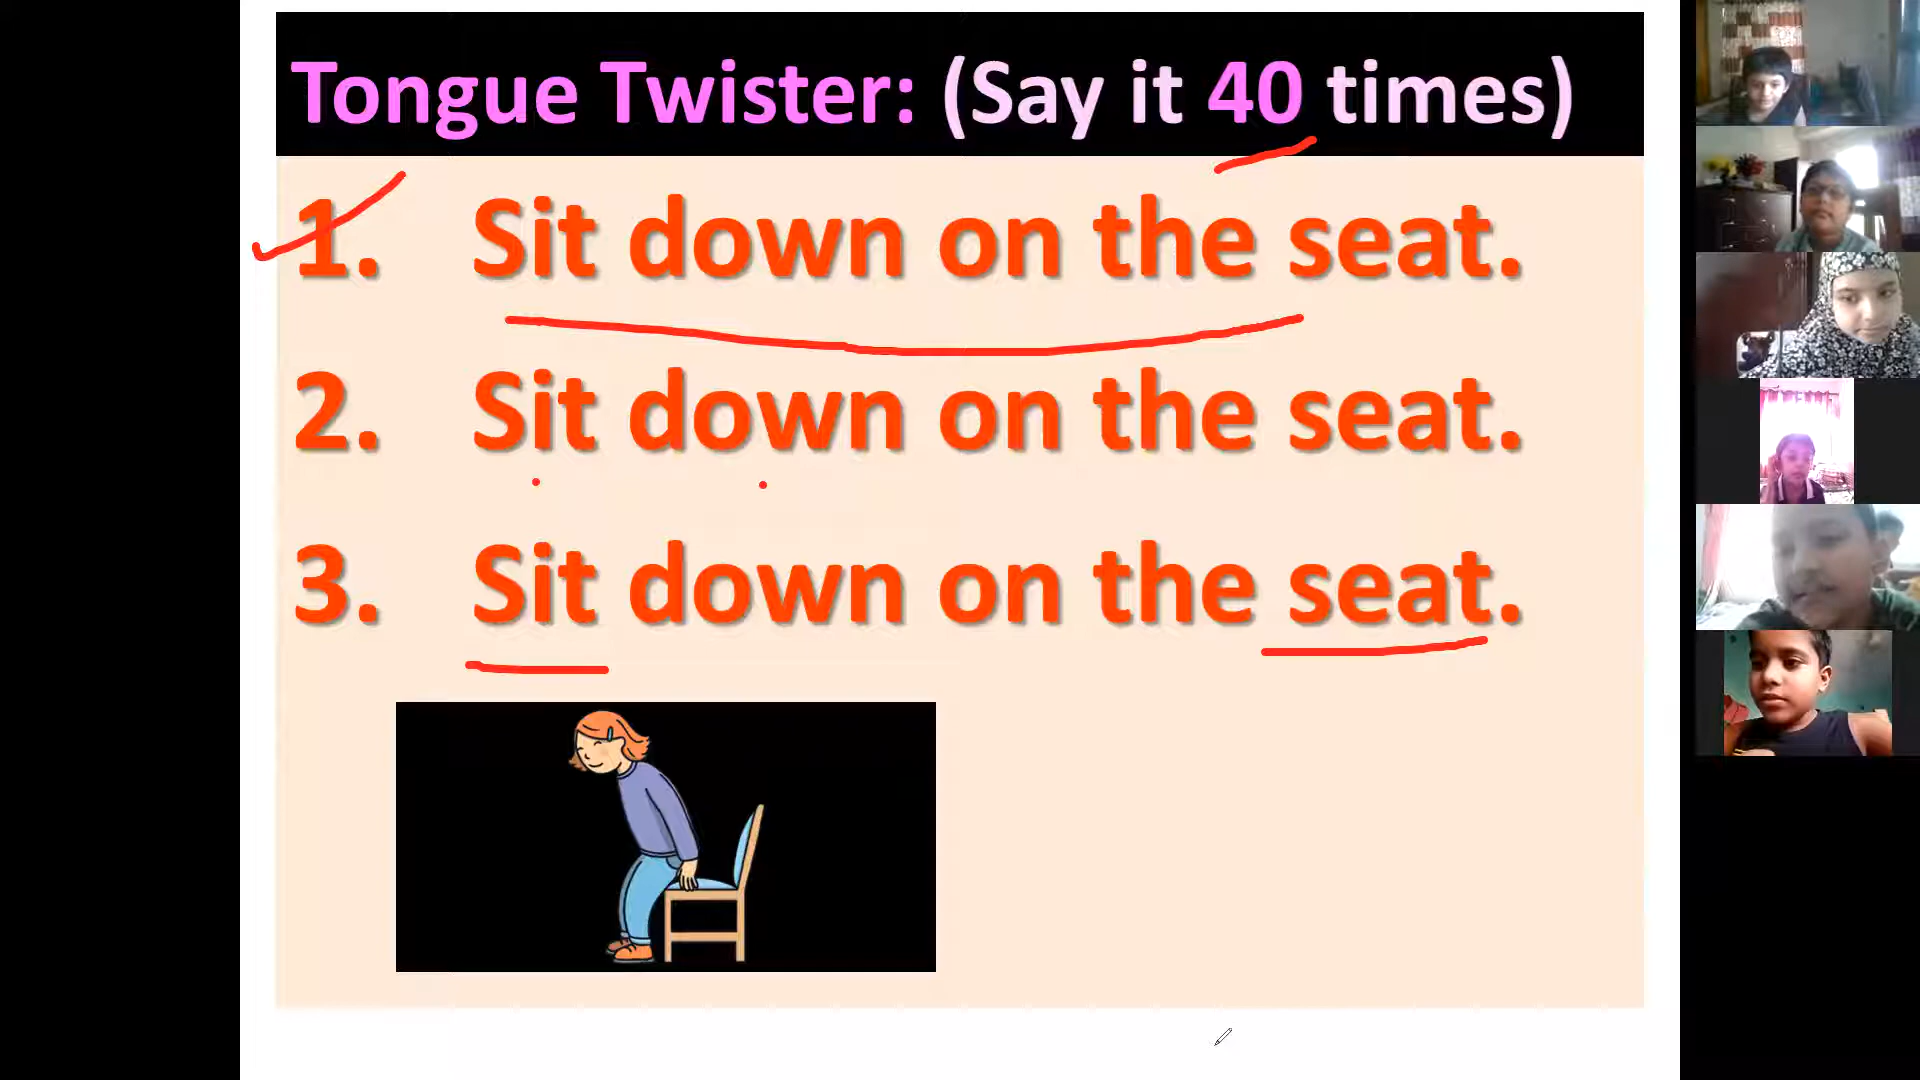 Tongue Twister: (Say it 40 times)
1. Sit down on the seat.
2. Sit down on the seat.
3. Sit down on the seat.